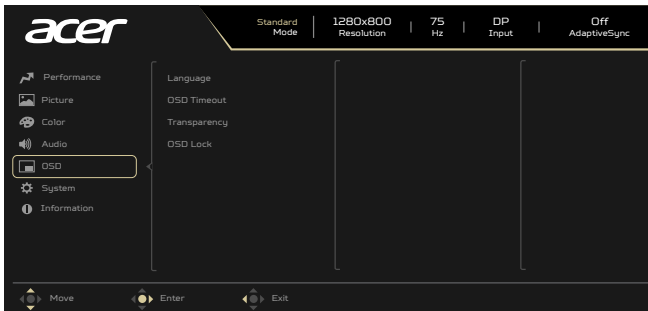 acer
Standard Mode
1280x800 Resolution
75 Hz
DP Input
Off AdaptiveSync
Performance
Picture
Color
Audio
OSD
System
Information
Language
OSD Timeout
Transparency
OSD Lock
Move
Enter
Exit